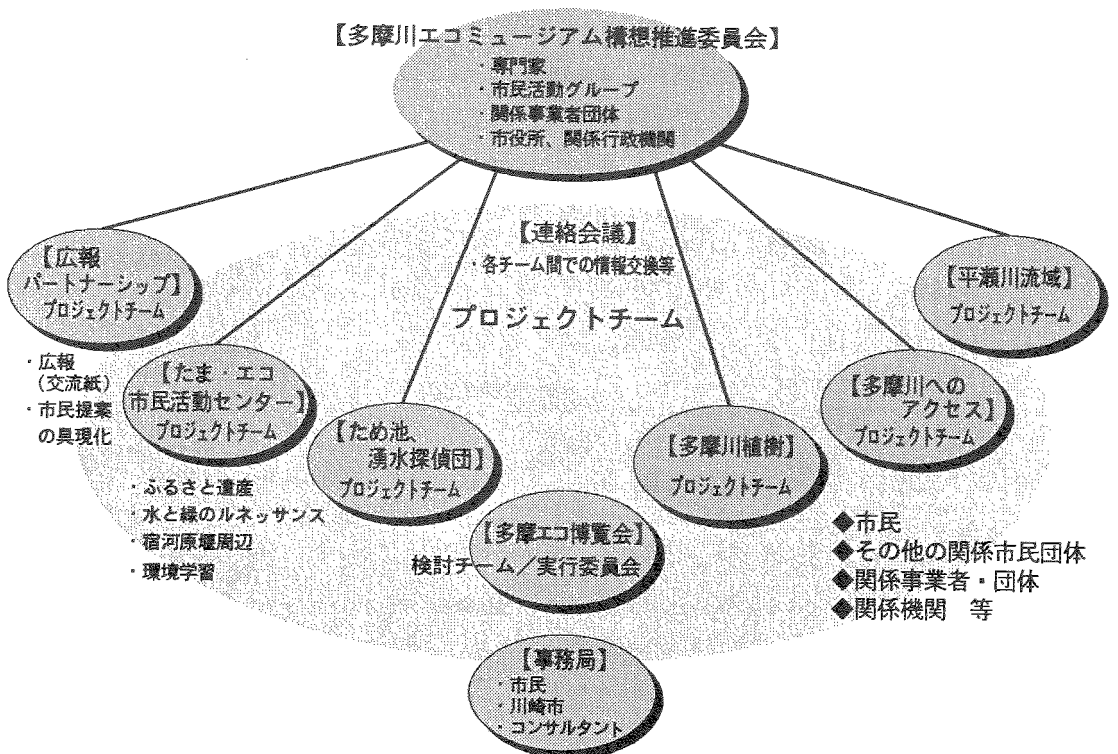 【多摩川エコミュージアム構想推進委員会】
・専門家
・市民活動グループ
・関係事業者団体
・市役所、関係行政機関
【連絡会議】
・各チーム間での情報交換等
プロジェクトチーム
【広報
パートナーシップ】
プロジェクトチーム
・広報
（交流紙）
・市民提案
の具現化
【たま・エコ
市民活動センター】
プロジェクトチーム
・ふるさと遺産
・水と緑のルネッサンス
・宿河原堰周辺
・環境学習
【ため池、
湧水探偵団】
プロジェクトチーム
【多摩エコ博覧会】
検討チーム／実行委員会
【多摩川植樹】
プロジェクトチーム
【多摩川への
アクセス】
プロジェクトチーム
【平瀬川流域】
プロジェクトチーム
◆市民
◆その他の関係市民団体
◆関係事業者・団体
◆関係機関　等
【事務局】
・市民
・川崎市
・コンサルタント